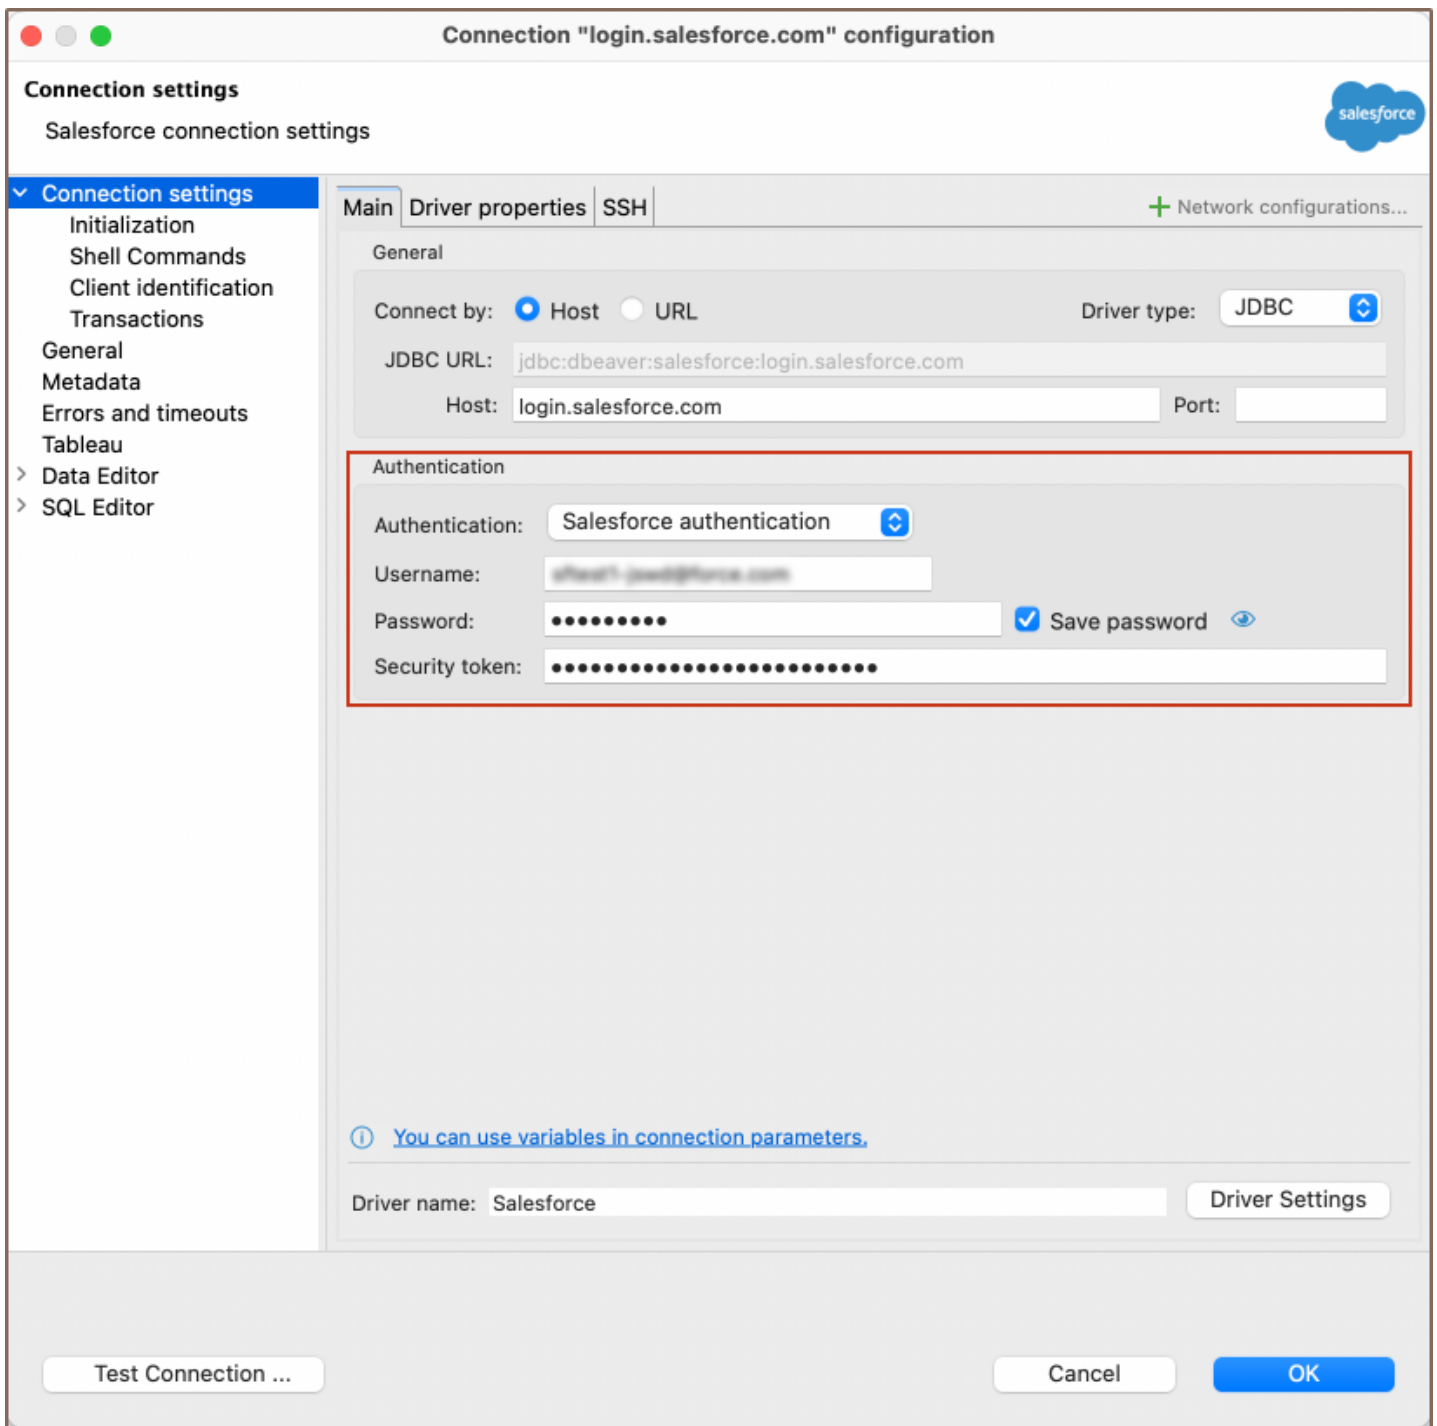 Connection "login.salesforce.com" configuration
Connection settings
Salesforce connection settings
salesforce
Connection settings
Initialization
Shell Commands
Client identification
Transactions
General
Metadata
Errors and timeouts
Tableau
Data Editor
SQL Editor
Main Driver properties SSH Network configurations...
General
Connect by: Host URL Driver type: JDBC
JDBC URL: jdbc:dbeaver:salesforce:login.salesforce.com
Host: login.salesforce.com Port:
Authentication
Authentication: Salesforce authentication
Username:
Password: ••••••••• Save password
Security token: •••••••••••••••••••••••••
You can use variables in connection parameters.
Driver name: Salesforce Driver Settings
Test Connection ... Cancel OK